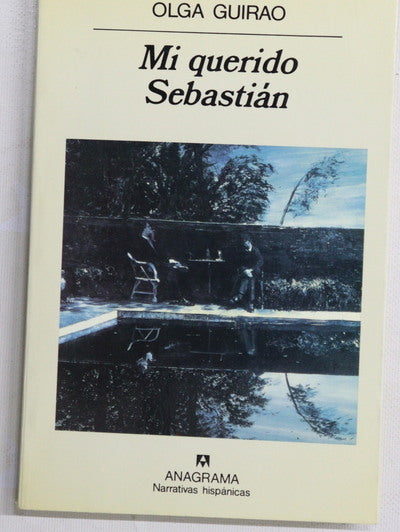 OLGA GUIRAO
Mi querido
Sebastián
ANAGRAMA
Narrativas hispánicas